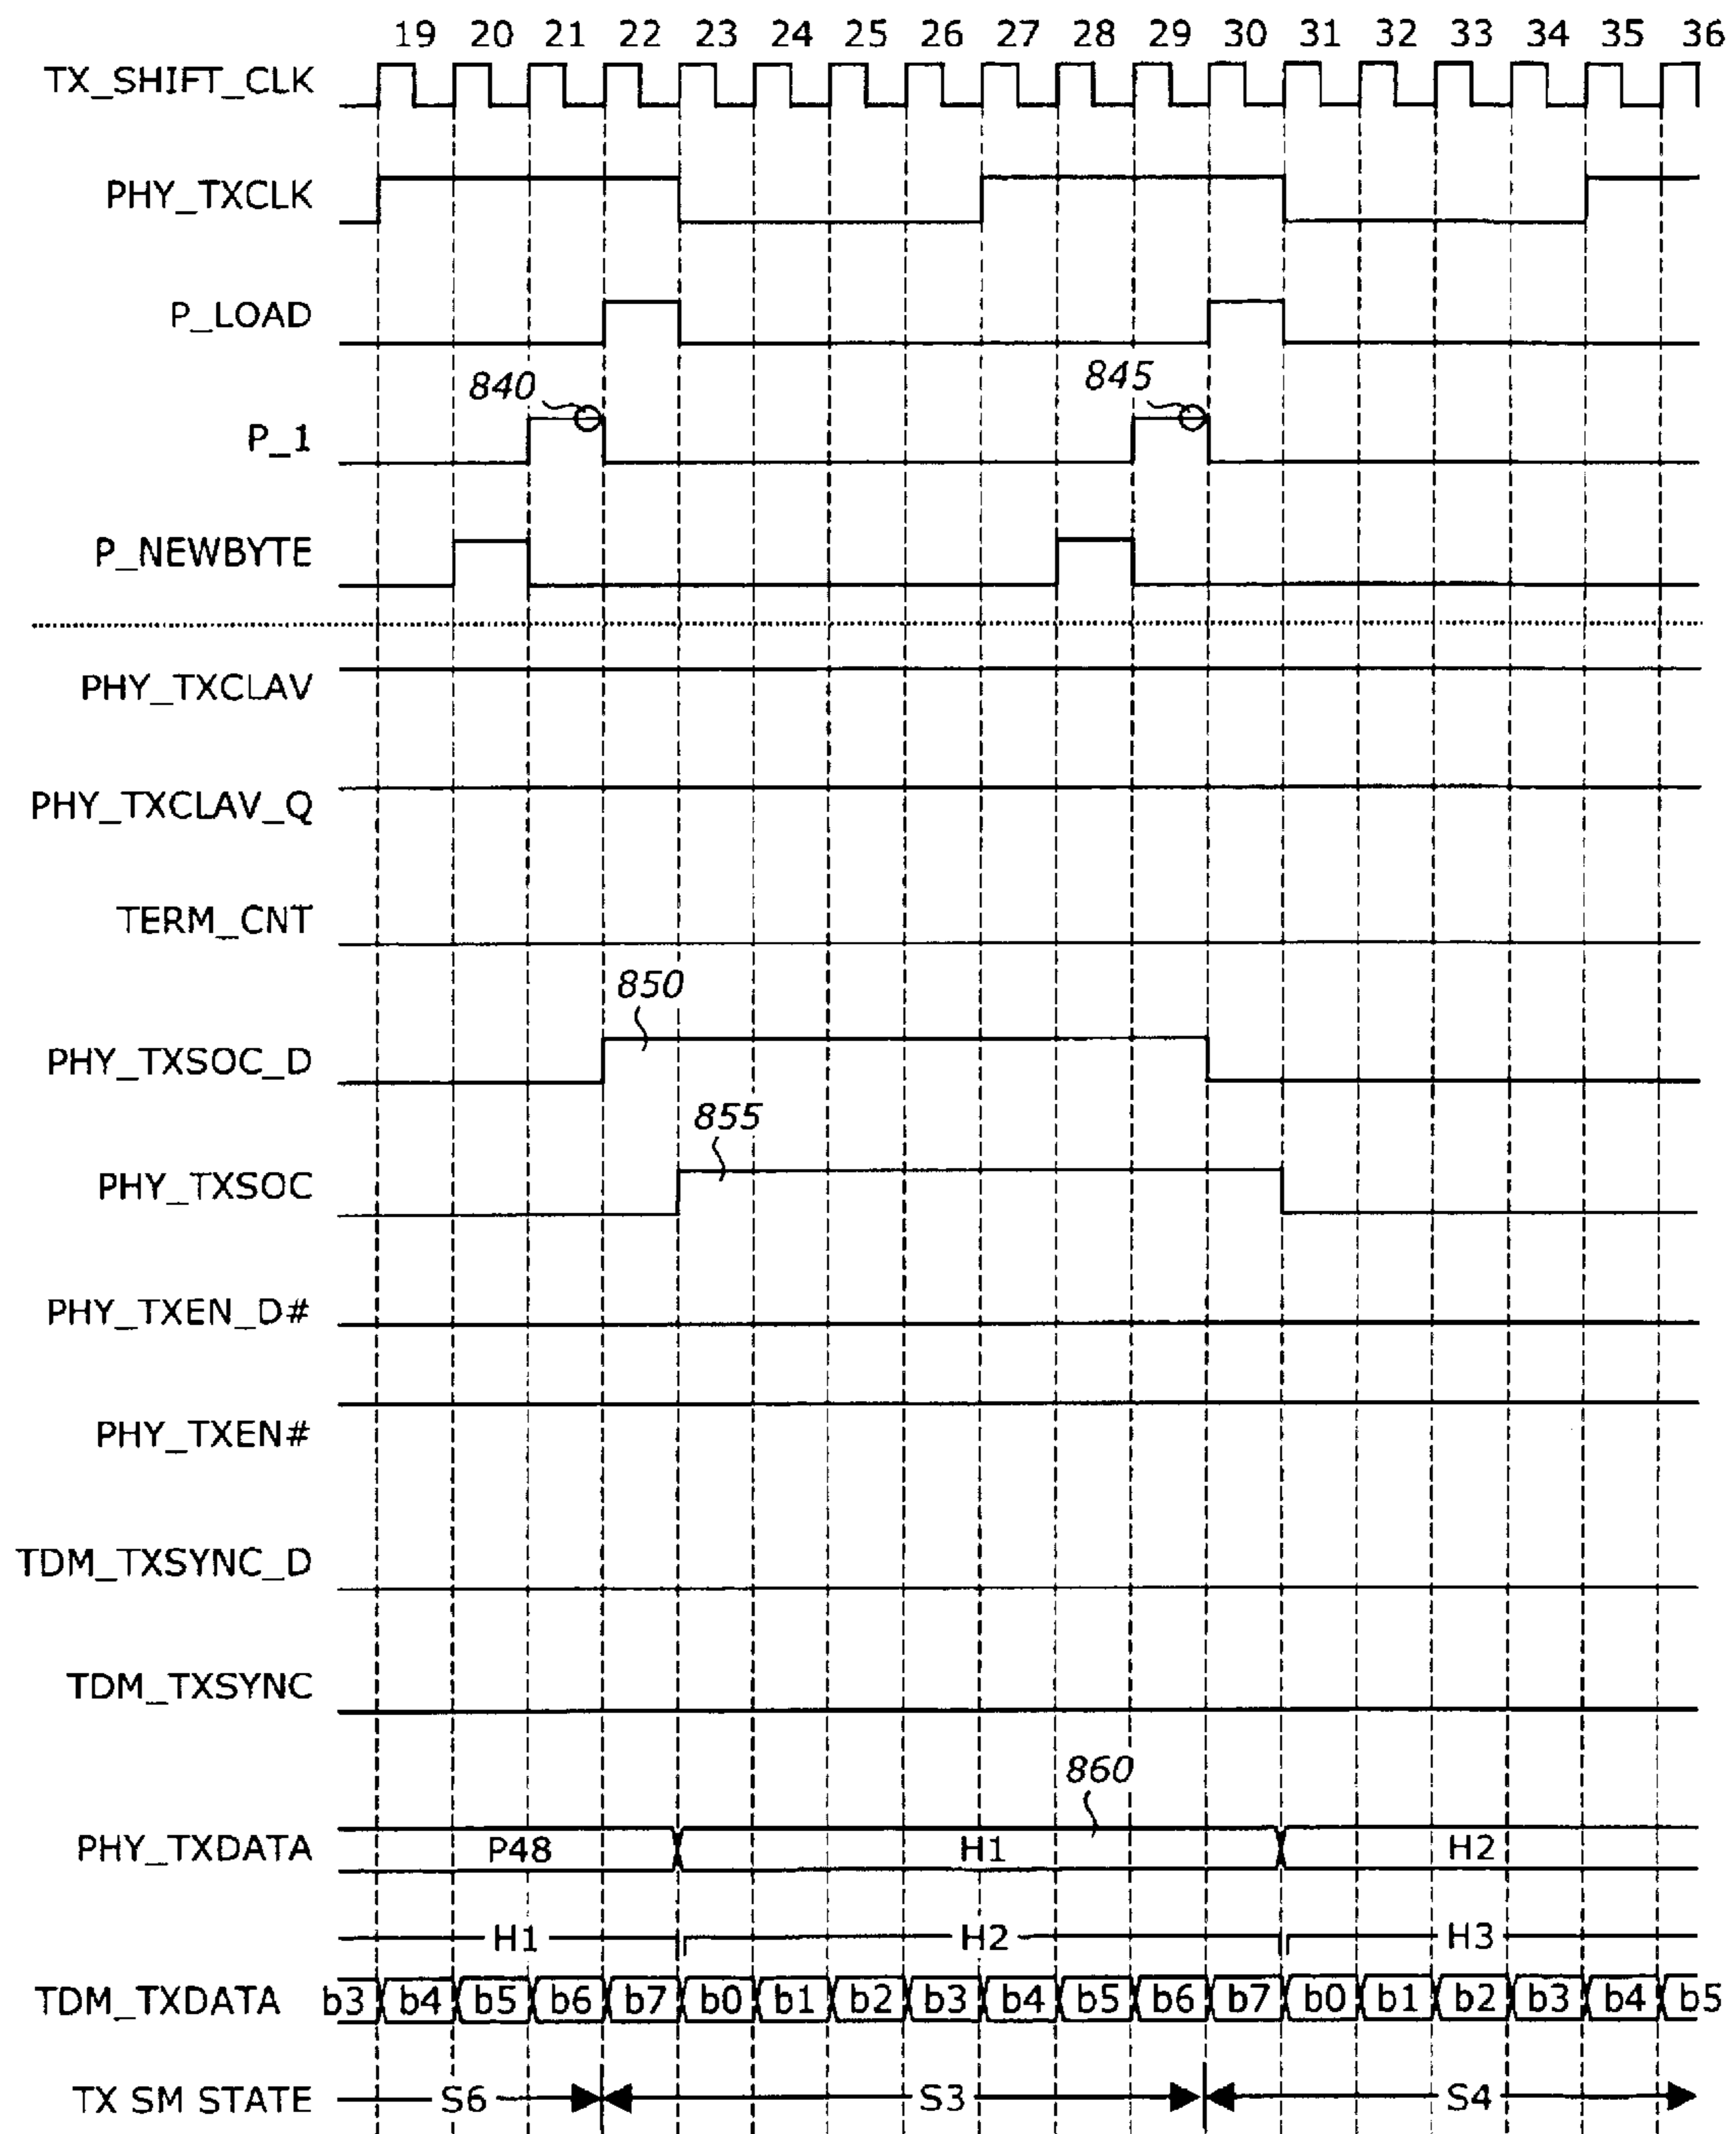 19 20 21 22 23 24 25 26 27 28 29 30 31 32 33 34 35 36
TX_SHIFT_CLK
PHY_TXCLK
P_LOAD
840 845
P_1
P_NEWBYTE
PHY_TXCLAV
PHY_TXCLAV_Q
TERM_CNT
850
PHY_TXSOC_D
855
PHY_TXSOC
PHY_TXEN_D#
PHY_TXEN#
TDM_TXSYNC_D
TDM_TXSYNC
860
PHY_TXDATA P48 H1 H2
H1 H2 H3
TDM_TXDATA b3 b4 b5 b6 b7 b0 b1 b2 b3 b4 b5 b6 b7 b0 b1 b2 b3 b4 b5
TX SM STATE S6 S3 S4